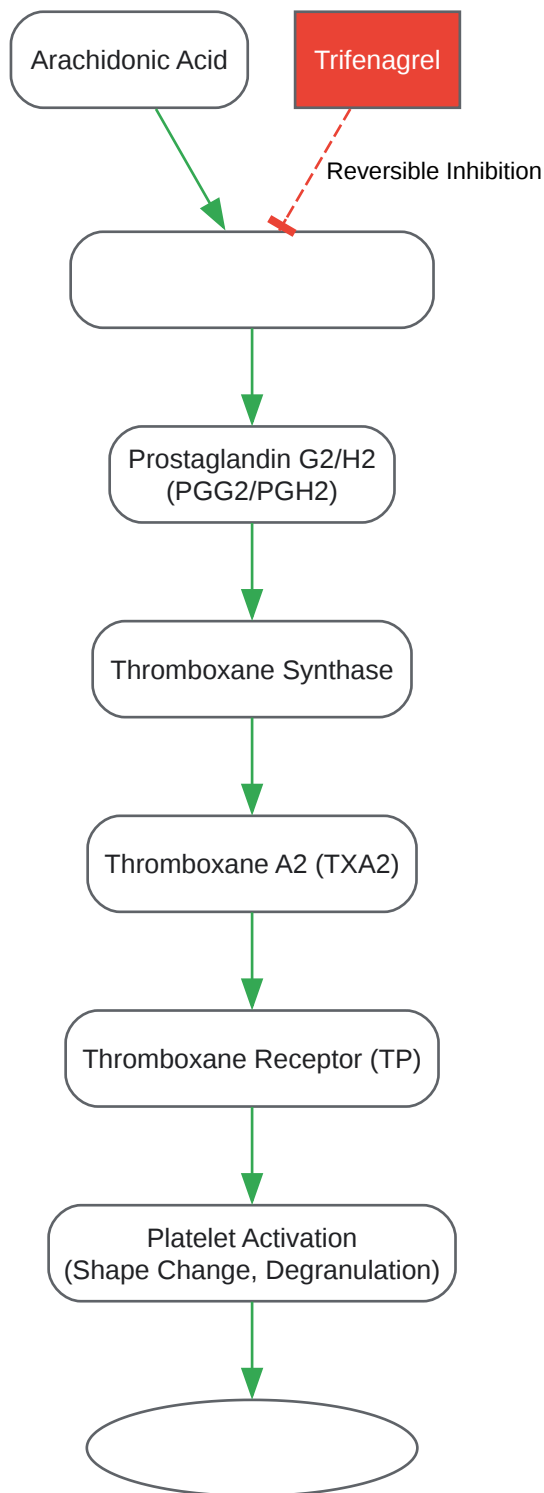 Arachidonic Acid
Trifenagrel
Reversible Inhibition
Prostaglandin G2/H2
(PGG2/PGH2)
Thromboxane Synthase
Thromboxane A2 (TXA2)
Thromboxane Receptor (TP)
Platelet Activation
(Shape Change, Degranulation)